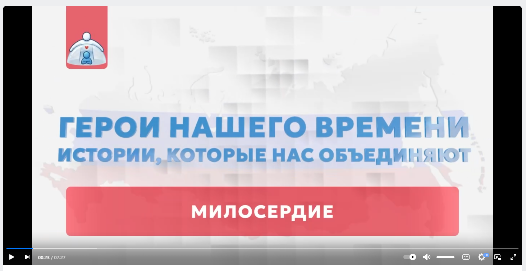 ГЕРОИ НАШЕГО ВРЕМЕНИ
ИСТОРИИ, КОТОРЫЕ НАС ОБЪЕДИНЯЮТ
МИЛОСЕРДИЕ